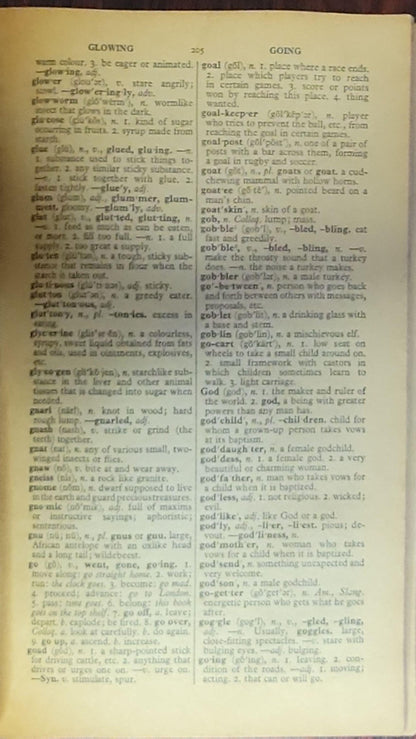 GLOWING 205 GOING
warm colour. 3. be eager or animated.
—glowing, adj.
glow er (glou'ər), v. stare angrily;
scowl. —glow'er-ing-ly, adv.
glow worm (glō'wėrm'), n. wormlike
insect that glows in the dark.
glu cose (glü'kōs), n. 1. kind of sugar
occurring in fruits. 2. syrup made from
starch.
glue (glü), n., v., glued, glu ing. —n.
1. substance used to stick things to-
gether. 2. any similar sticky substance.
—v. 1. stick together with glue. 2.
fasten tightly. —glue'y, adj.
glum (glum), adj., glum mer, glum-
mest, gloomy. —glum'ly, adv.
glut (glut), v., glut ted, glut ting, n.
—v. 1. feed as much as can be eaten,
or more. 2. fill too full. —n. 1. a full
supply. 2. too great a supply.
glu ten (glü'tən), n. a tough, sticky sub-
stance that remains in flour when the
starch is taken out.
glu ti nous (glü'ti nəs), adj. sticky.
glut ton (glut'ən), n. a greedy eater.
—glut'ton ous, adj.
glut ton y, n., pl. -ton ies. excess in
eating.
glyc er ine n. a colourless,
syrupy, sweet liquid obtained from fats
and oils, used in ointments, explosives,
etc.
gly co gen (glī'kō jen), n. starchlike sub-
stance in the liver and other animal
tissues that is changed into sugar when
needed.
gnarl (närl), n. knot in wood; hard
rough lump. —gnarled, adj.
gnash (nash), v. strike or grind (the
teeth) together.
gnat (nat), n. any of various small, two-
winged insects or flies.
gnaw (nô), v. bite at and wear away.
gneiss (nīs), n. a rock like granite.
gnome (nōm), n. dwarf supposed to live
in the earth and guard precious treasures.
gno mic (nō'mik), adj. full of maxims
or instructive sayings; aphoristic;
sententious.
gnu (nü, nū), n., pl. gnus or gnu. large,
African antelope with an oxlike head
and a long tail; wildebeest.
go (gō), v., went, gone, go ing. 1.
move along: go straight home. 2. work;
run: the clock goes. 3. become: go mad.
4. proceed; advance: go to London.
5. pass: time goes. 6. belong: this book
goes on the top shelf. 7. go off, a. leave;
depart. b. explode; be fired. 8. go over,
Colloq. a. look at carefully. b. do again.
9. go up, a. ascend. b. increase.
goad (gōd), n. 1. a sharp-pointed stick
for driving cattle, etc. 2. anything that
drives or urges one on. —v. urge on.
—Syn. v. stimulate, spur.
goal (gōl), n. 1. place where a race ends.
2. place which players try to reach
in certain games. 3. score or points
won by reaching this place. 4. thing
wanted.
goal-keep er (gōl'kēp'ər), n. player
who tries to prevent the ball, etc., from
reaching the goal in certain games.
goal post (gōl'pōst'), n. one of a pair of
posts with a bar across them, forming
a goal in rugby and soccer.
goat (gōt), n., pl. goats or goat. a cud-
chewing mammal with hollow horns.
goat ee (gō tē'), n. pointed beard on a
man's chin.
goat'skin', n. skin of a goat.
gob, n. Colloq. lump; mass.
gob ble¹ (gob'l), v., -bled, -bling. eat
fast and greedily.
gob ble², v., -bled, -bling, n. —v.
make the throaty sound that a turkey
does. —n. the noise a turkey makes.
gob bler (gob'lər), n. a male turkey.
go'-be tween', n. person who goes back
and forth between others with messages,
proposals, etc.
gob let (gob'lit), n. a drinking glass with
a base and stem.
gob lin (gob'lin), n. a mischievous elf.
go-cart (gō'kärt'), n. 1. low seat on
wheels to take a small child around on.
2. small framework with castors in
which children sometimes learn to
walk. 3. light carriage.
God (god), n. 1. the maker and ruler of
the world. 2. god, a being with greater
powers than any man has.
god'child', n., pl. -chil dren. child for
whom a grown-up person takes vows
at its baptism.
god'daugh ter, n. a female godchild.
god'dess, n. 1. a female god. 2. a very
beautiful or charming woman.
god'fa ther, n. man who takes vows for
a child when it is baptized.
god'less, adj. 1. not religious. 2. wicked;
evil.
god'like', adj. like God or a god.
god'ly, adj., -li er, -li est. pious; de-
vout. —god'li ness, n.
god'moth er, n. woman who takes
vows for a child when it is baptized.
god'send', n. something unexpected and
very welcome.
god'son', n. a male godchild.
go-get ter (gō'get'ər), n. Am., Slang.
energetic person who gets what he goes
after.
gog gle (gog'l), n., v., -gled, -gling,
adj. —n. Usually, goggles, large,
close-fitting spectacles. —v. stare with
bulging eyes. —adj. bulging.
go ing (gō'ing), n. 1. leaving. 2. con-
dition of the roads. —adj. 1. moving;
acting. 2. that can or will go.